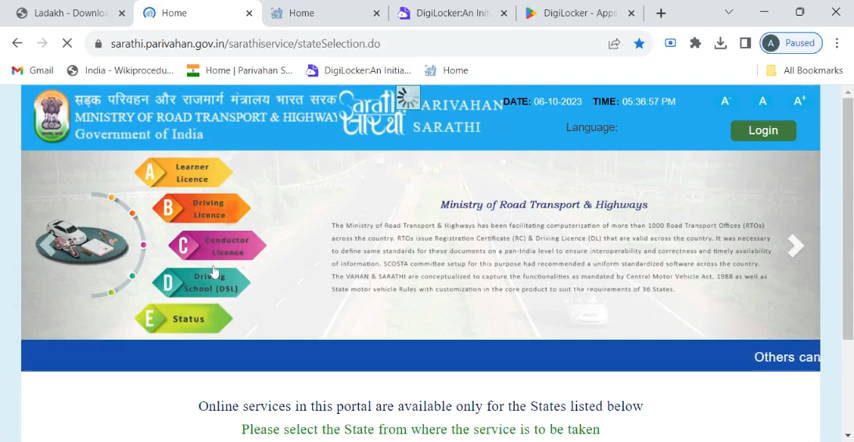 Ladakh - Downloa
Home
Home
DigiLocker:An Init
DigiLocker - Apps
sarathi.parivahan.gov.in/sarathiservice/stateSelection.do
A
Paused
Gmail
India - Wikiprocedu...
Home | Parivahan S...
DigiLocker:An Initia...
Home
All Bookmarks
सड़क परिवहन और राजमार्ग मंत्रालय भारत सरक
MINISTRY OF ROAD TRANSPORT & HIGHWAY
Government of India
Sarathi
सारथी
PARIVAHAN
SARATHI
DATE: 06-10-2023 TIME: 05:36:57 PM
A-
A
A+
Language:
Login
A Learner
Licence
B Driving
Licence
C Conductor
Licence
D Driving
School (DSL)
E Status
Ministry of Road Transport & Highways
The Ministry of Road Transport & Highways has been facilitating computerization of more than 1000 Road Transport Offices (RTOs)
across the country. RTOs issue Registration Certificate (RC) & Driving Licence (DL) that are valid across the country. It was necessary
to define same standards for these documents on a pan-India level to ensure interoperability and correctness and timely availability
of information. SCOSTA committee setup for this purpose had recommended a uniform standardized software across the country.
The VAHAN & SARATHI are conceptualized to capture the functionalities as mandated by Central Motor Vehicle Act, 1988 as well as
State motor vehicle Rules with customization in the core product to suit the requirements of 36 States.
Others can
Online services in this portal are available only for the States listed below
Please select the State from where the service is to be taken